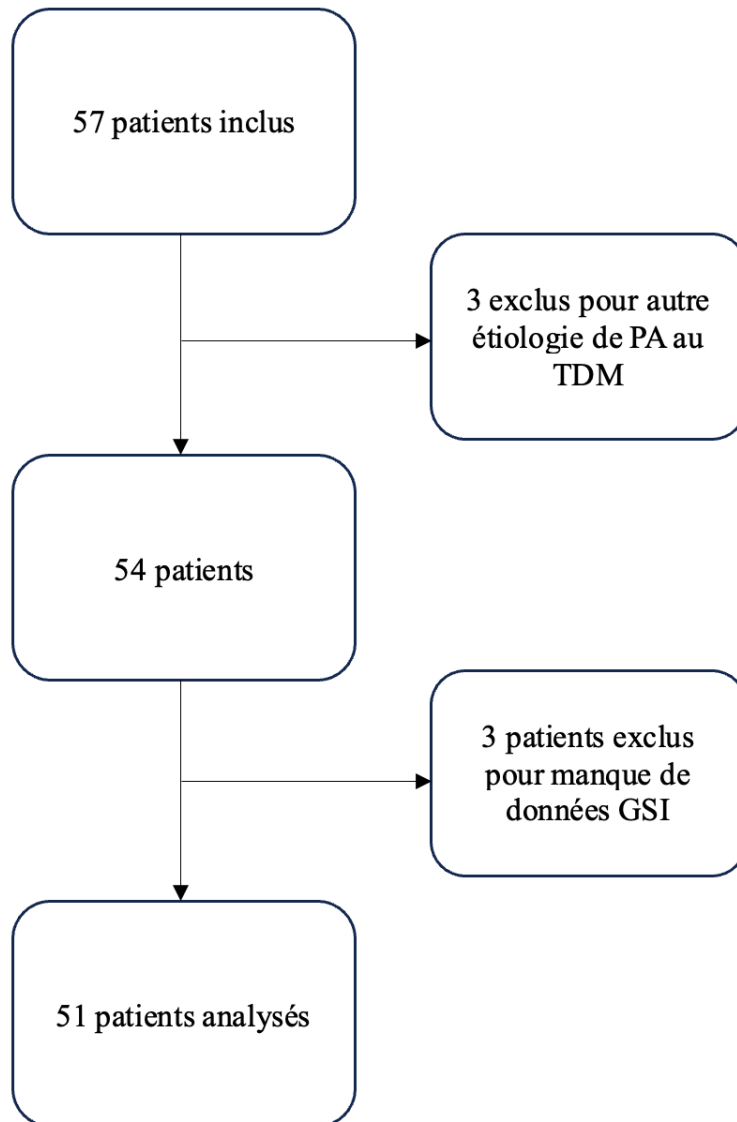 57 patients inclus
3 exclus pour autre
étiologie de PA au
TDM
54 patients
3 patients exclus
pour manque de
données GSI
51 patients analysés